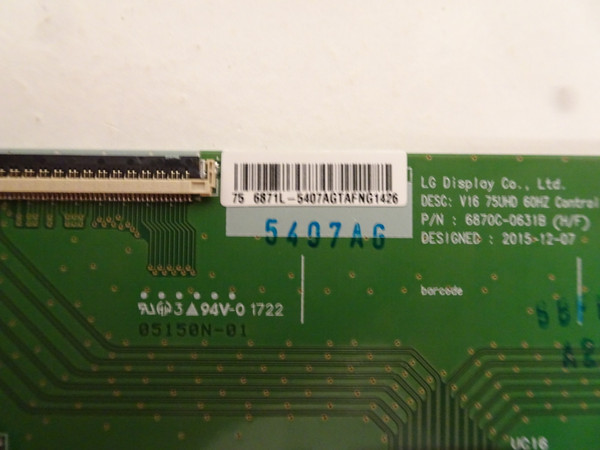 75 6871L-5407AGTAFNG1426
5407AG
LG Display Co., Ltd.
DESC: V16 75UHD 60HZ Control
P/N : 6870C-0631B (H/F)
DESIGNED : 2015-12-07
barcode
3▲94V-0 1722
05150N-01
UC16